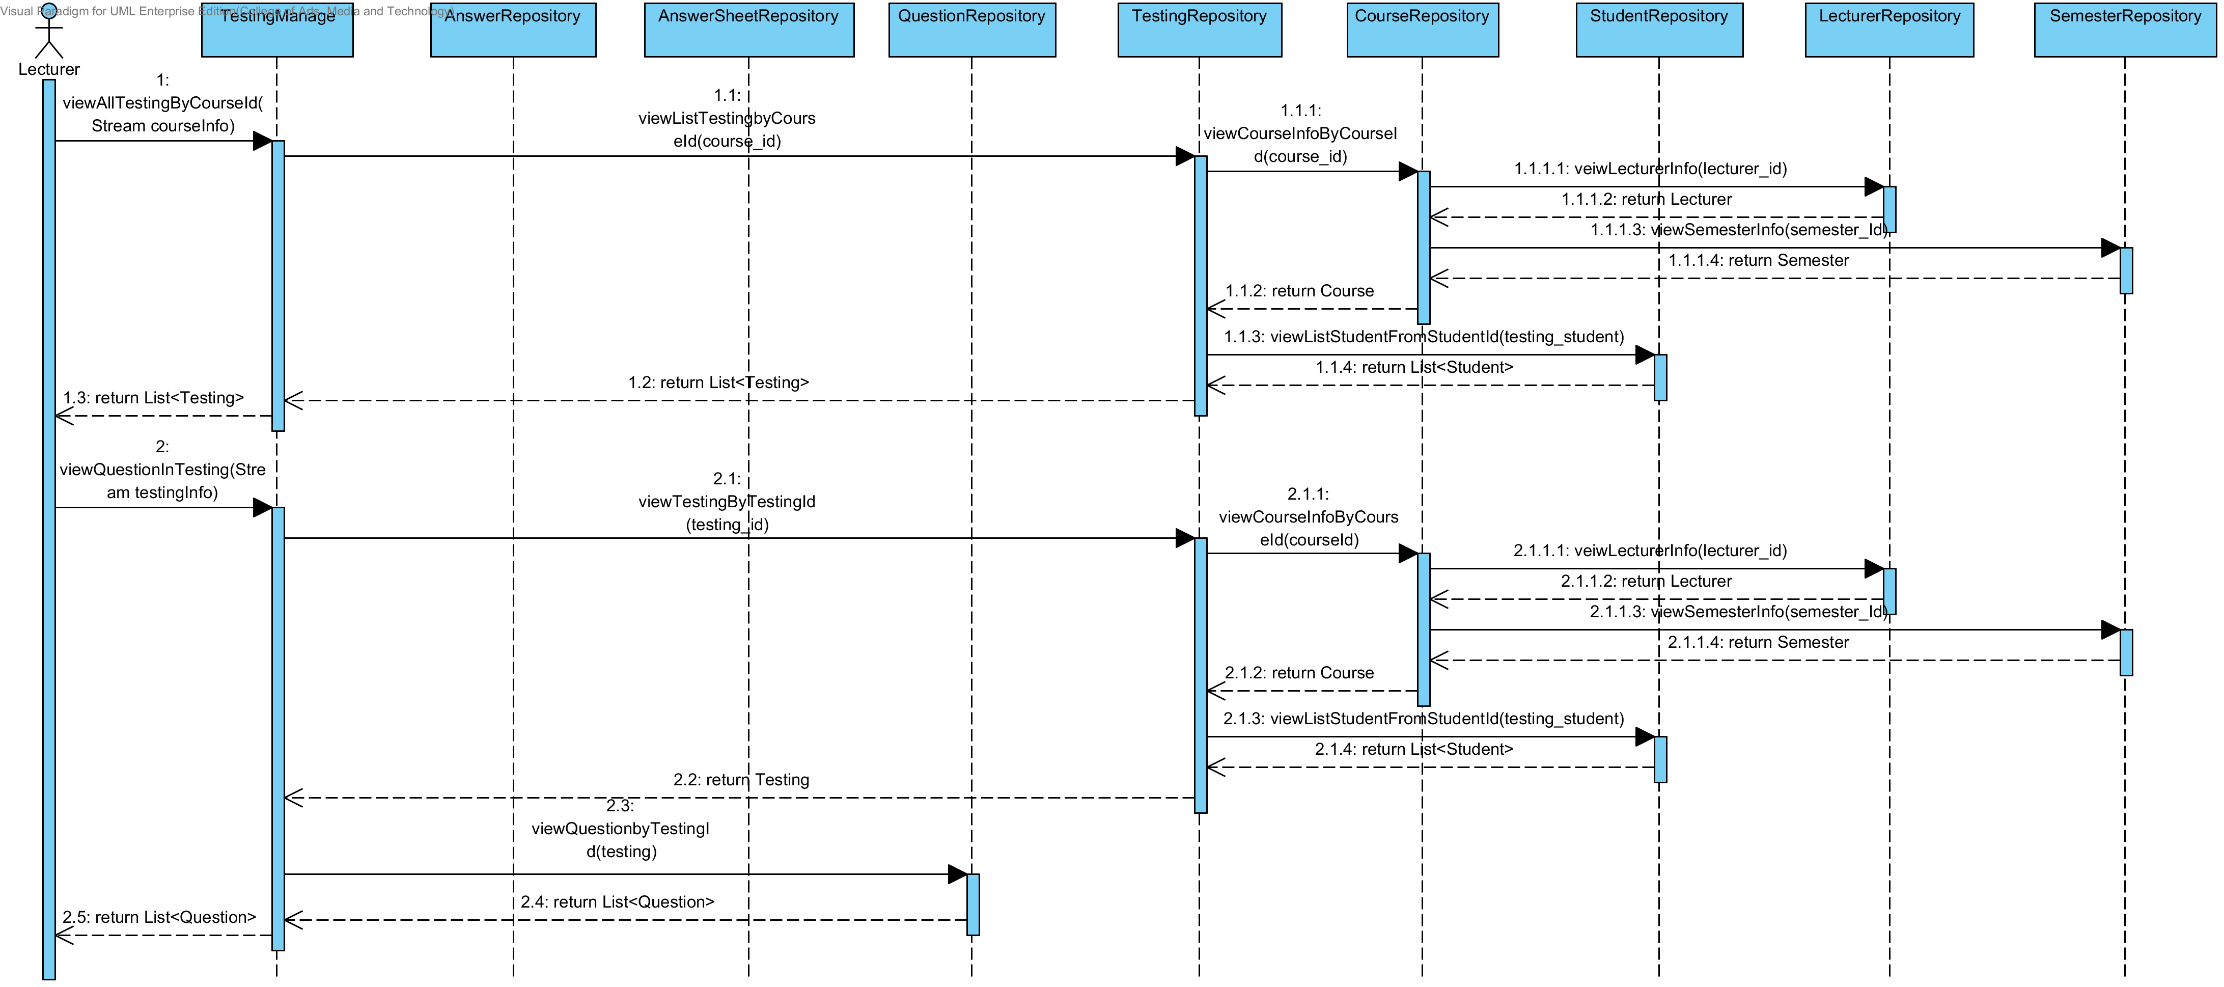 Visual Paradigm for UML Enterprise Edition(College of Arts, Media and Technology)
TestingManage
AnswerRepository
AnswerSheetRepository
QuestionRepository
TestingRepository
CourseRepository
StudentRepository
LecturerRepository
SemesterRepository
Lecturer
1:
viewAllTestingByCourseId(
Stream courseInfo)
1.1:
viewListTestingbyCours
eId(course_id)
1.1.1:
viewCourseInfoByCourseI
d(course_id)
1.1.1.1: veiwLecturerInfo(lecturer_id)
1.1.1.2: return Lecturer
1.1.1.3: viewSemesterInfo(semester_Id)
1.1.1.4: return Semester
1.1.2: return Course
1.1.3: viewListStudentFromStudentId(testing_student)
1.1.4: return List<Student>
1.2: return List<Testing>
1.3: return List<Testing>
2:
viewQuestionInTesting(Stre
am testingInfo)
2.1:
viewTestingByTestingId
(testing_id)
2.1.1:
viewCourseInfoByCours
eId(courseId)
2.1.1.1: veiwLecturerInfo(lecturer_id)
2.1.1.2: return Lecturer
2.1.1.3: viewSemesterInfo(semester_Id)
2.1.1.4: return Semester
2.1.2: return Course
2.1.3: viewListStudentFromStudentId(testing_student)
2.1.4: return List<Student>
2.2: return Testing
2.3:
viewQuestionbyTestingI
d(testing)
2.4: return List<Question>
2.5: return List<Question>